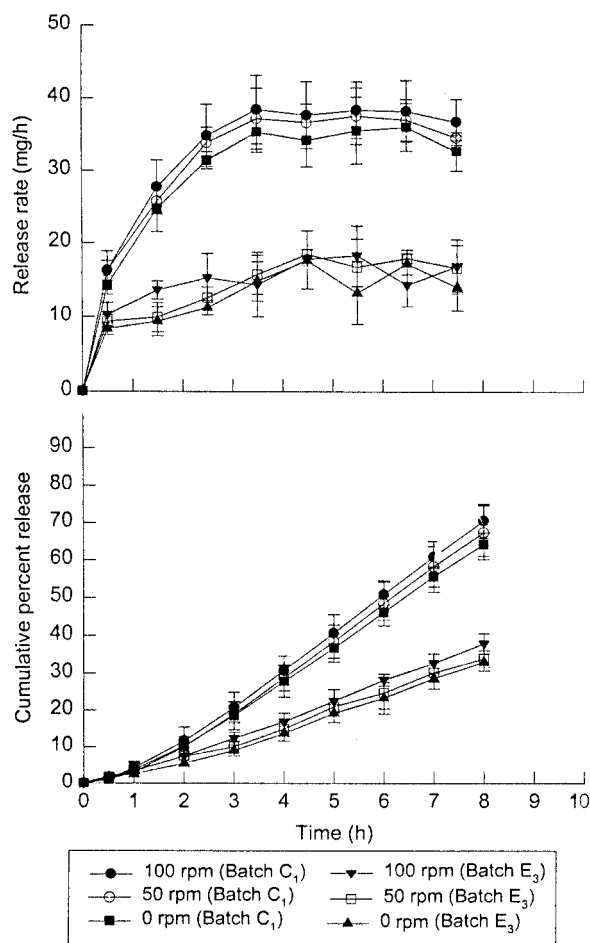 50
40
30
20
10
0
Release rate (mg/h)
90
80
70
60
50
40
30
20
10
0
Cumulative percent release
0 1 2 3 4 5 6 7 8 9 10
Time (h)
100 rpm (Batch C₁) 100 rpm (Batch E₃)
50 rpm (Batch C₁) 50 rpm (Batch E₃)
0 rpm (Batch C₁) 0 rpm (Batch E₃)